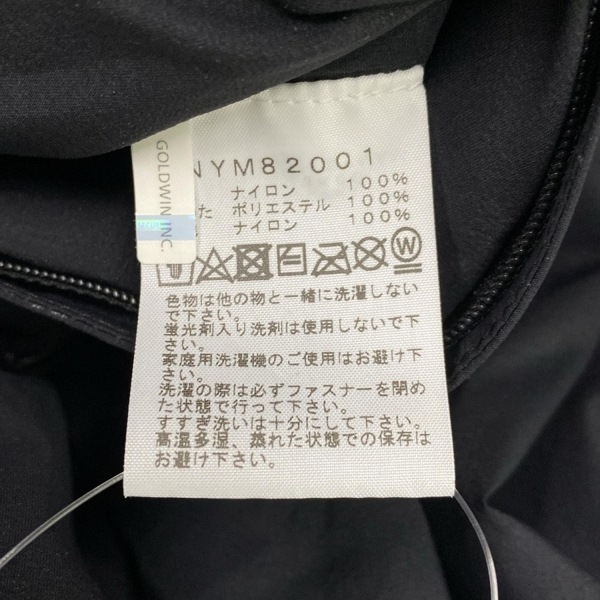 NYM82001
ナイロン 100%
た ポリエステル 100%
ナイロン 100%
GOLDWIN INC.
W
色物は他の物と一緒に洗濯しない
で下さい。
蛍光剤入り洗剤は使用しないで下
さい。
家庭用洗濯機のご使用はお避け下
さい。
洗濯の際は必ずファスナーを閉め
た状態で行って下さい。
すすぎ洗いは十分にして下さい。
高温多湿、蒸れた状態での保存は
お避け下さい。